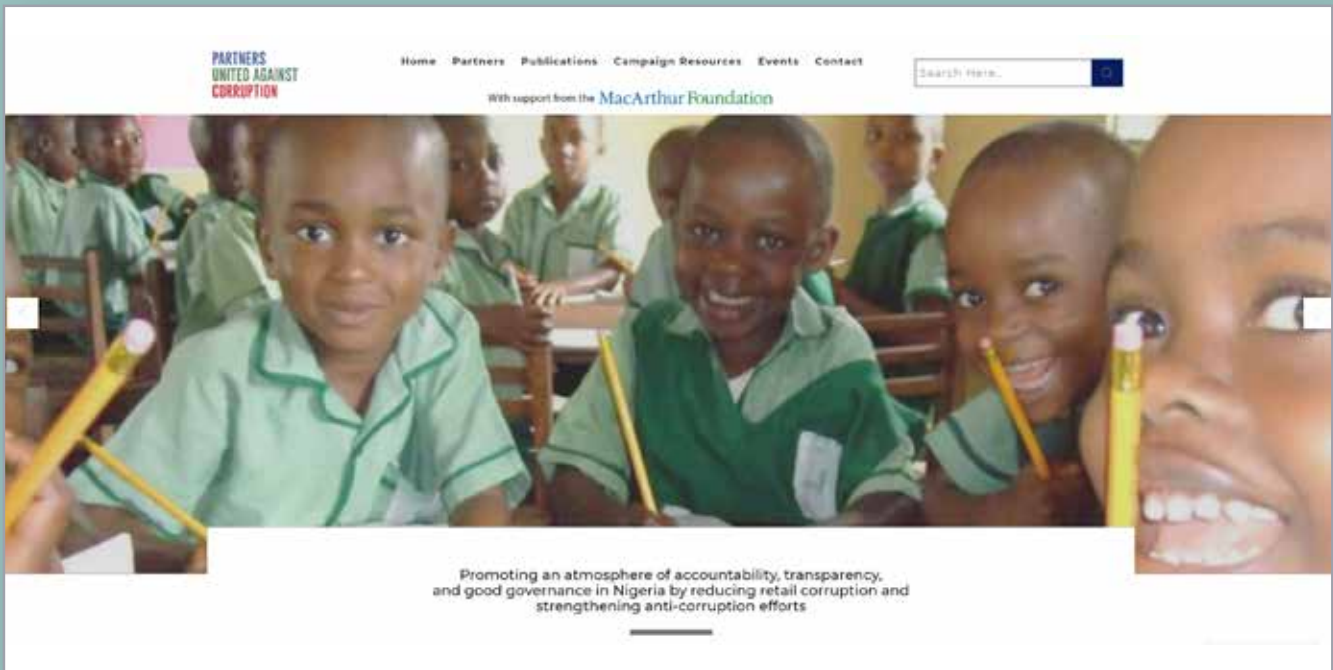 PARTNERS
UNITED AGAINST
CORRUPTION
Home Partners Publications Campaign Resources Events Contact
Search Here..
With support from the MacArthur Foundation
Promoting an atmosphere of accountability, transparency,
and good governance in Nigeria by reducing retail corruption and
strengthening anti-corruption efforts